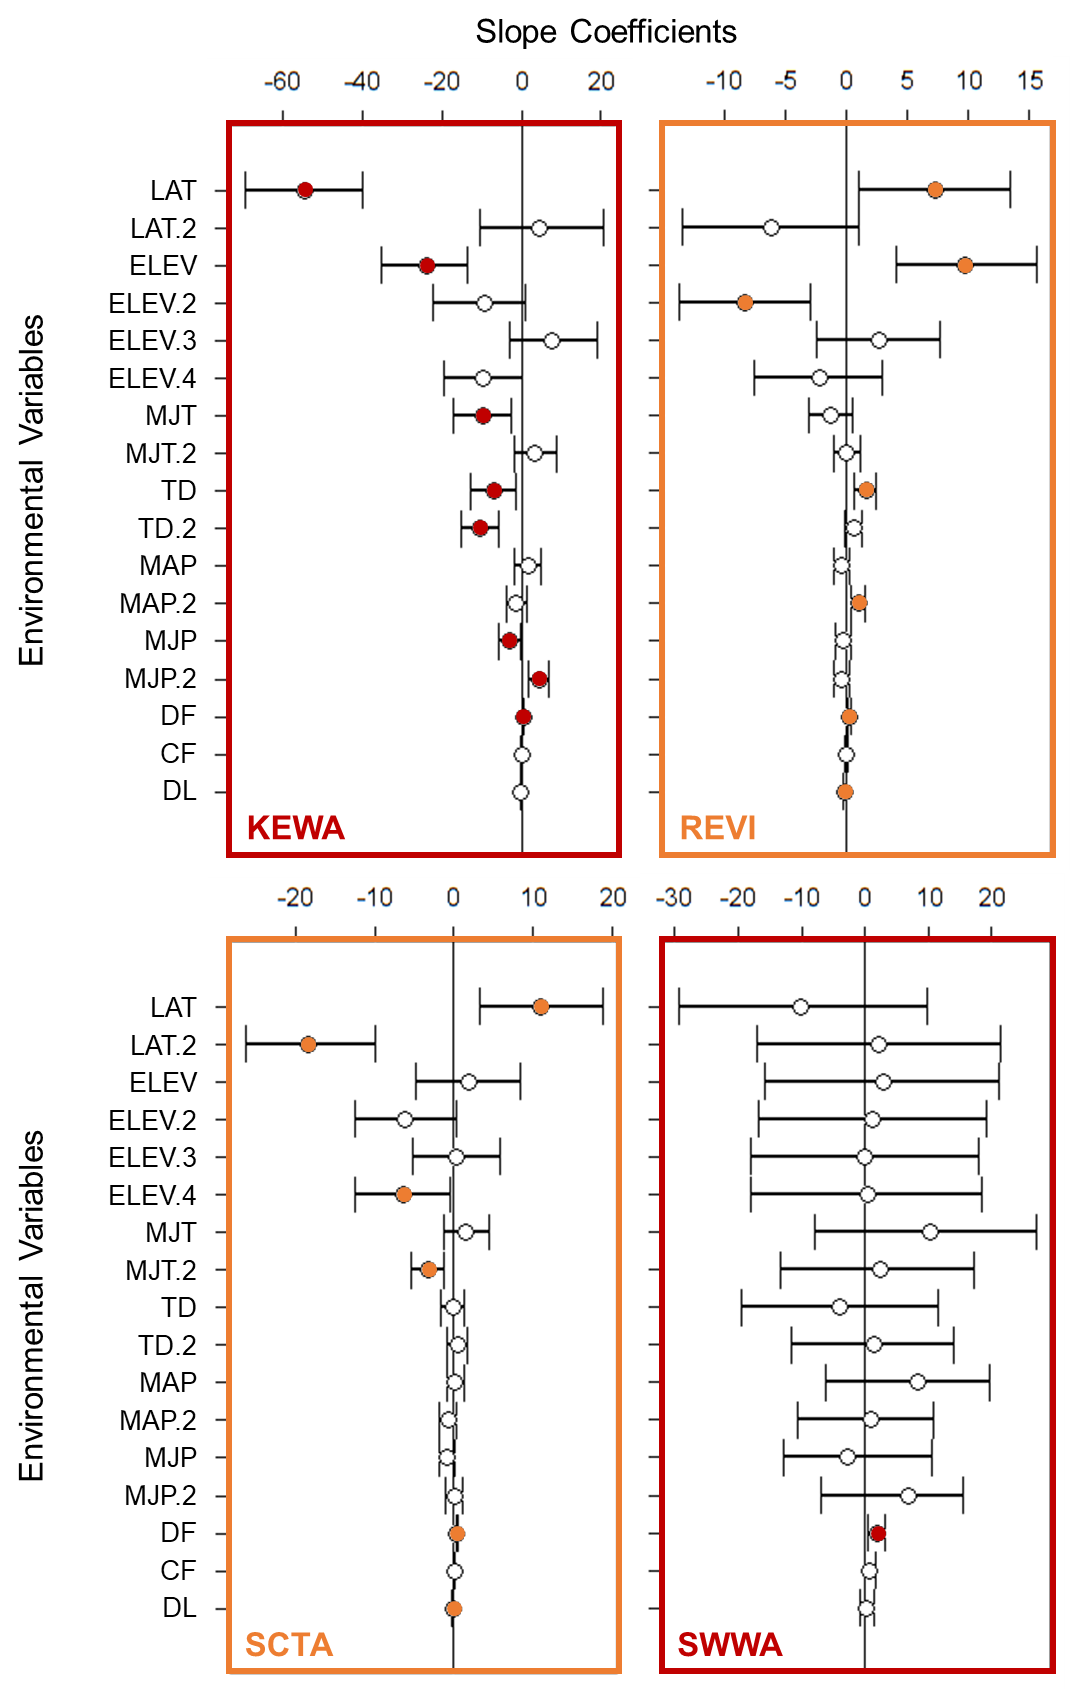 Slope Coefficients
-60 -40 -20 0 20
-10 -5 0 5 10 15
Environmental Variables
LAT
LAT.2
ELEV
ELEV.2
ELEV.3
ELEV.4
MJT
MJT.2
TD
TD.2
MAP
MAP.2
MJP
MJP.2
DF
CF
DL
KEWA
REVI
-20 -10 0 10 20
-30 -20 -10 0 10 20
Environmental Variables
LAT
LAT.2
ELEV
ELEV.2
ELEV.3
ELEV.4
MJT
MJT.2
TD
TD.2
MAP
MAP.2
MJP
MJP.2
DF
CF
DL
SCTA
SWWA